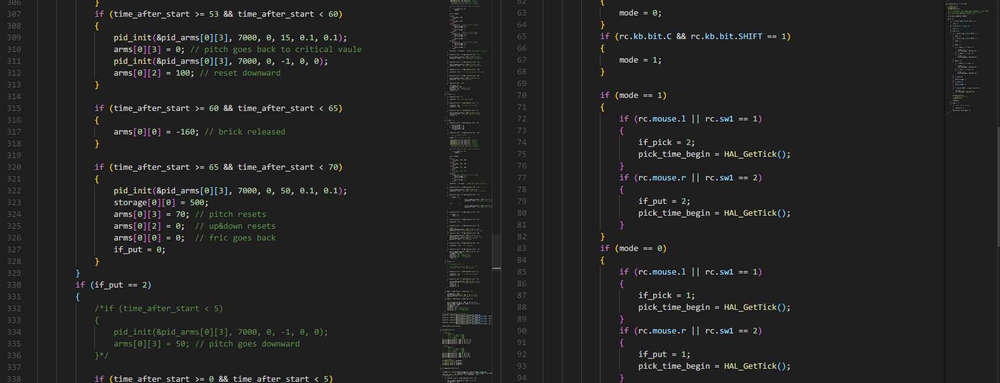 306 }
307 if (time_after_start >= 53 && time_after_start < 60)
308 {
309 pid_init(&pid_arms[0][3], 7000, 0, 15, 0.1, 0.1);
310 arms[0][3] = 0; // pitch goes back to critical vaule
311 pid_init(&pid_arms[0][3], 7000, 0, -1, 0, 0);
312 arms[0][2] = 100; // reset downward
313 }
314
315 if (time_after_start >= 60 && time_after_start < 65)
316 {
317 arms[0][0] = -160; // brick released
318 }
319
320 if (time_after_start >= 65 && time_after_start < 70)
321 {
322 pid_init(&pid_arms[0][3], 7000, 0, 50, 0.1, 0.1);
323 storage[0][0] = 500;
324 arms[0][3] = 70; // pitch resets
325 arms[0][2] = 0; // up&down resets
326 arms[0][0] = 0; // fric goes back
327 if_put = 0;
328 }
329 }
330 if (if_put == 2)
331 {
332 /*if (time_after_start < 5)
333 {
334 pid_init(&pid_arms[0][3], 7000, 0, -1, 0, 0);
335 arms[0][3] = 50; // pitch goes downward
336 }*/
337
338 if (time_after_start >= 0 && time_after_start < 5)
62 {
63 mode = 0;
64 }
65 if (rc.kb.bit.C && rc.kb.bit.SHIFT == 1)
66 {
67 mode = 1;
68 }
69
70 if (mode == 1)
71 {
72 if (rc.mouse.l || rc.sw1 == 1)
73 {
74 if_pick = 2;
75 pick_time_begin = HAL_GetTick();
76 }
77 if (rc.mouse.r || rc.sw1 == 2)
78 {
79 if_put = 2;
80 pick_time_begin = HAL_GetTick();
81 }
82 }
83 if (mode == 0)
84 {
85 if (rc.mouse.l || rc.sw1 == 1)
86 {
87 if_pick = 1;
88 pick_time_begin = HAL_GetTick();
89 }
90 if (rc.mouse.r || rc.sw1 == 2)
91 {
92 if_put = 1;
93 pick_time_begin = HAL_GetTick();
94 }